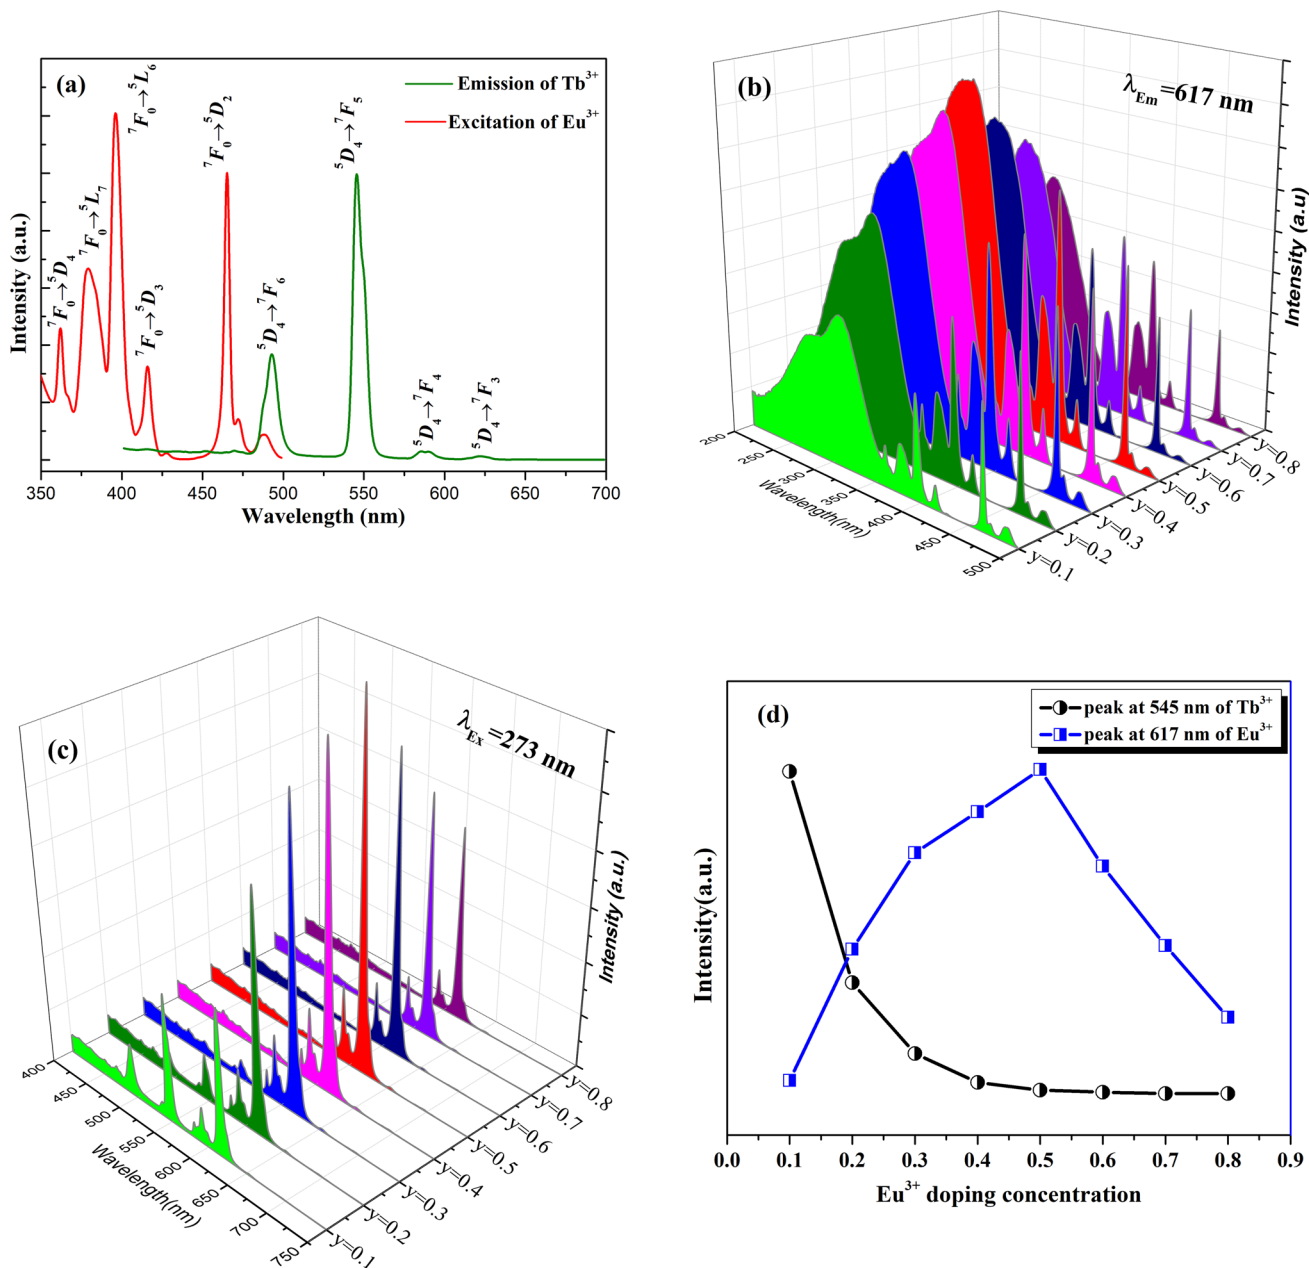 (a)
Emission of Tb³⁺
Excitation of Eu³⁺
⁷F₀→⁵D₄
⁷F₀→⁵L₇
⁷F₀→⁵L₆
⁷F₀→⁵D₃
⁷F₀→⁵D₂
⁵D₄→⁷F₆
⁵D₄→⁷F₅
⁵D₄→⁷F₄
⁵D₄→⁷F₃
Intensity (a.u.)
350 400 450 500 550 600 650 700
Wavelength (nm)
(b)
λEm=617 nm
Intensity (a.u)
200 250 300 350 400 450 500
Wavelength(nm)
y=0.1
y=0.2
y=0.3
y=0.4
y=0.5
y=0.6
y=0.7
y=0.8
(c)
λEx=273 nm
Intensity (a.u.)
400 450 500 550 600 650 700 750
Wavelength(nm)
y=0.1
y=0.2
y=0.3
y=0.4
y=0.5
y=0.6
y=0.7
y=0.8
(d)
peak at 545 nm of Tb³⁺
peak at 617 nm of Eu³⁺
Intensity(a.u.)
0.0 0.1 0.2 0.3 0.4 0.5 0.6 0.7 0.8 0.9
Eu³⁺ doping concentration